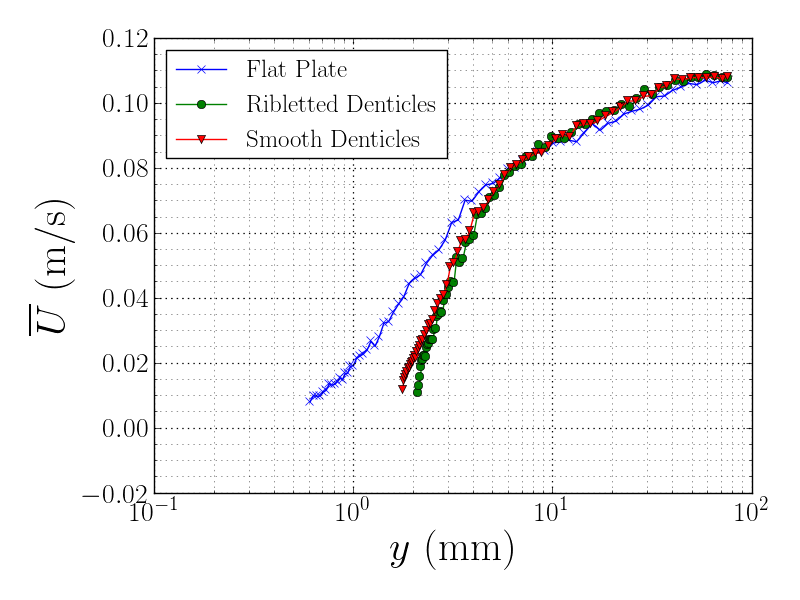 0.12
0.10
0.08
0.06
0.04
0.02
0.00
−0.02
Flat Plate
Ribletted Denticles
Smooth Denticles
U̅ (m/s)
10⁻¹ 10⁰ 10¹ 10²
y (mm)